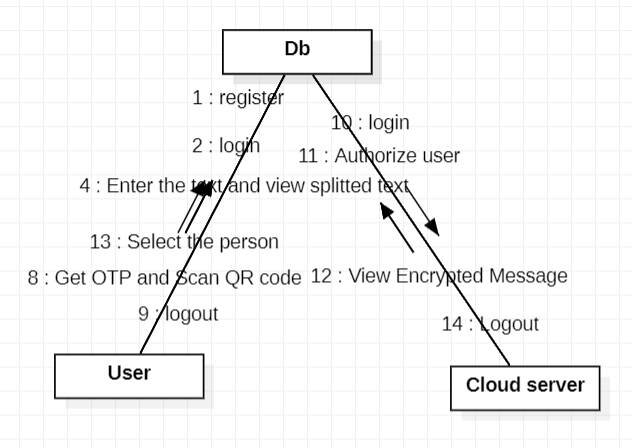 Db
1 : register
10 : login
2 : login
11 : Authorize user
4 : Enter the text and view splitted text
13 : Select the person
8 : Get OTP and Scan QR code
12 : View Encrypted Message
9 : logout
14 : Logout
User
Cloud server